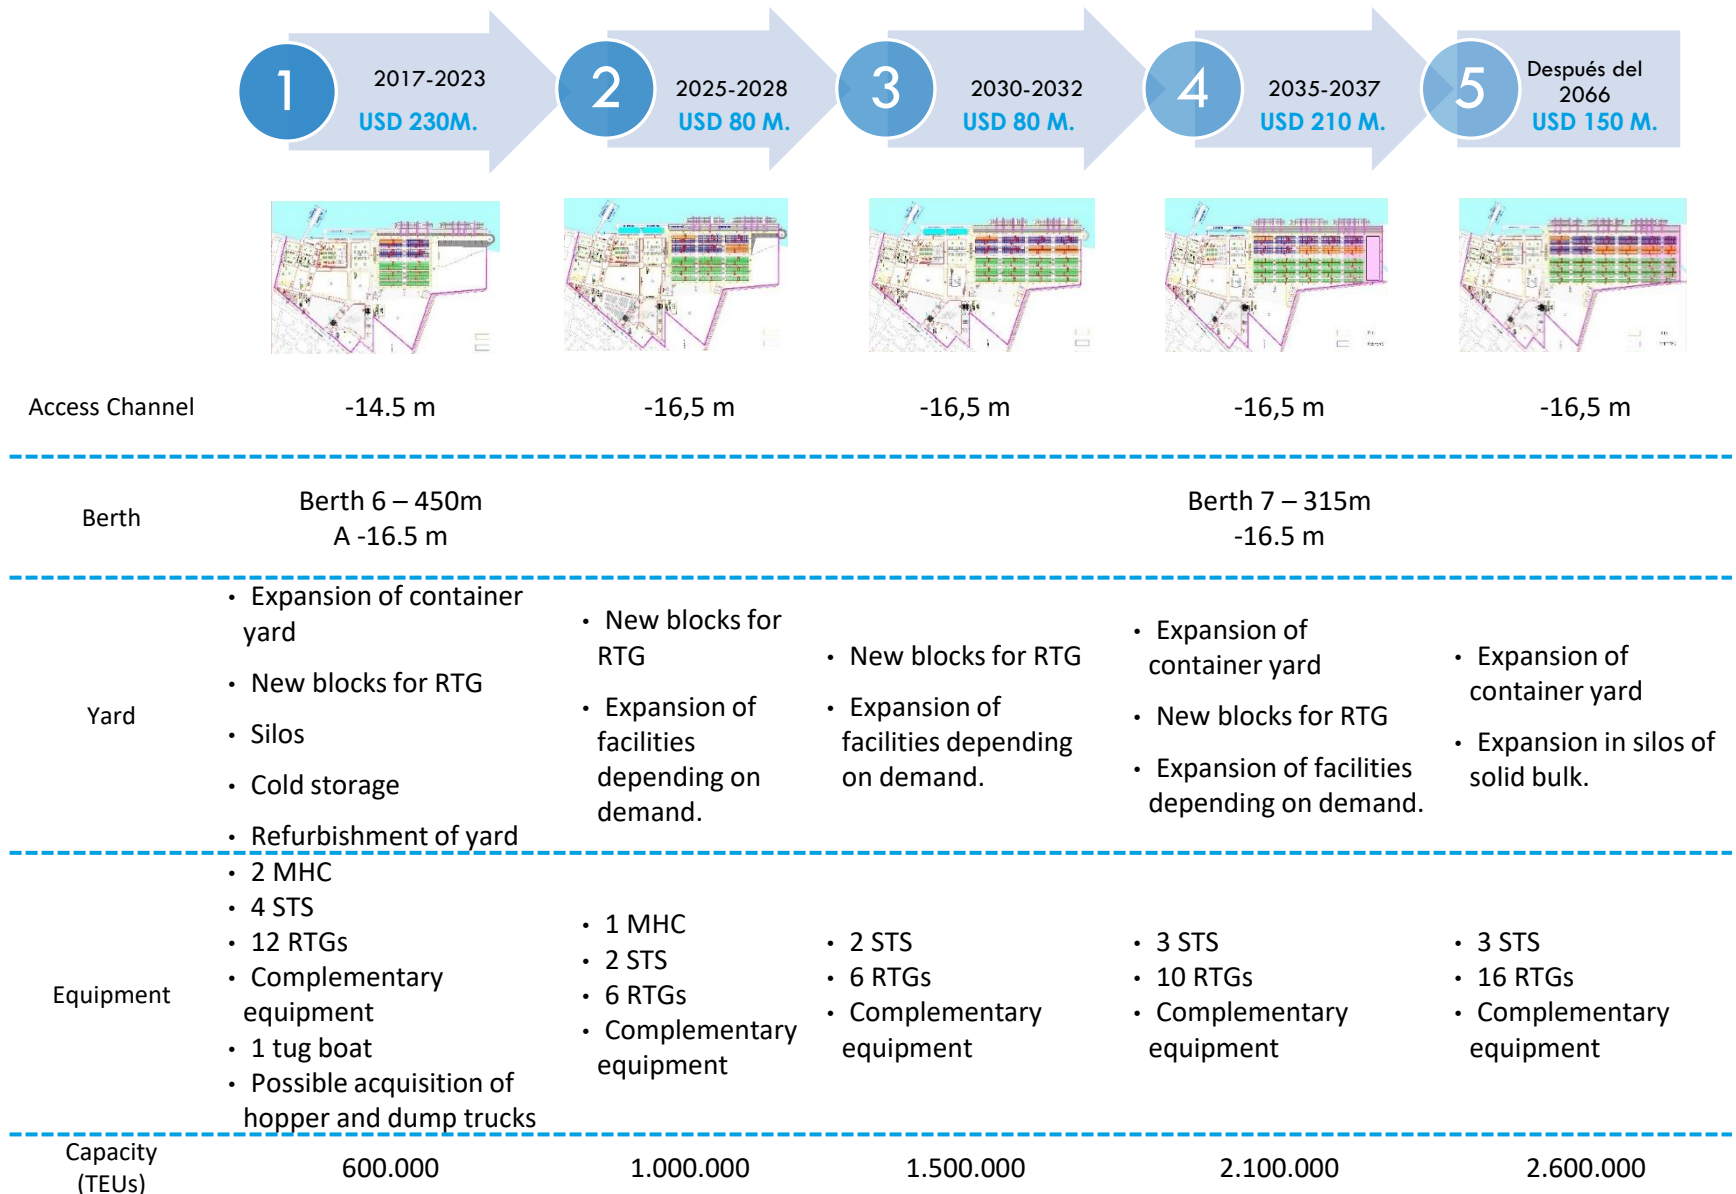 1
2017-2023
USD 230M.
2
2025-2028
USD 80 M.
3
2030-2032
USD 80 M.
4
2035-2037
USD 210 M.
5
Después del
2066
USD 150 M.
Access Channel
-14.5 m
-16,5 m
-16,5 m
-16,5 m
-16,5 m
Berth
Berth 6 – 450m
A -16.5 m
Berth 7 – 315m
-16.5 m
Yard
• Expansion of container
yard
• New blocks for RTG
• Silos
• Cold storage
• Refurbishment of yard
• New blocks for
RTG
• Expansion of
facilities
depending on
demand.
• New blocks for RTG
• Expansion of
facilities depending
on demand.
• Expansion of
container yard
• New blocks for RTG
• Expansion of facilities
depending on demand.
• Expansion of
container yard
• Expansion in silos of
solid bulk.
Equipment
• 2 MHC
• 4 STS
• 12 RTGs
• Complementary
equipment
• 1 tug boat
• Possible acquisition of
hopper and dump trucks
• 1 MHC
• 2 STS
• 6 RTGs
• Complementary
equipment
• 2 STS
• 6 RTGs
• Complementary
equipment
• 3 STS
• 10 RTGs
• Complementary
equipment
• 3 STS
• 16 RTGs
• Complementary
equipment
Capacity
(TEUs)
600.000
1.000.000
1.500.000
2.100.000
2.600.000